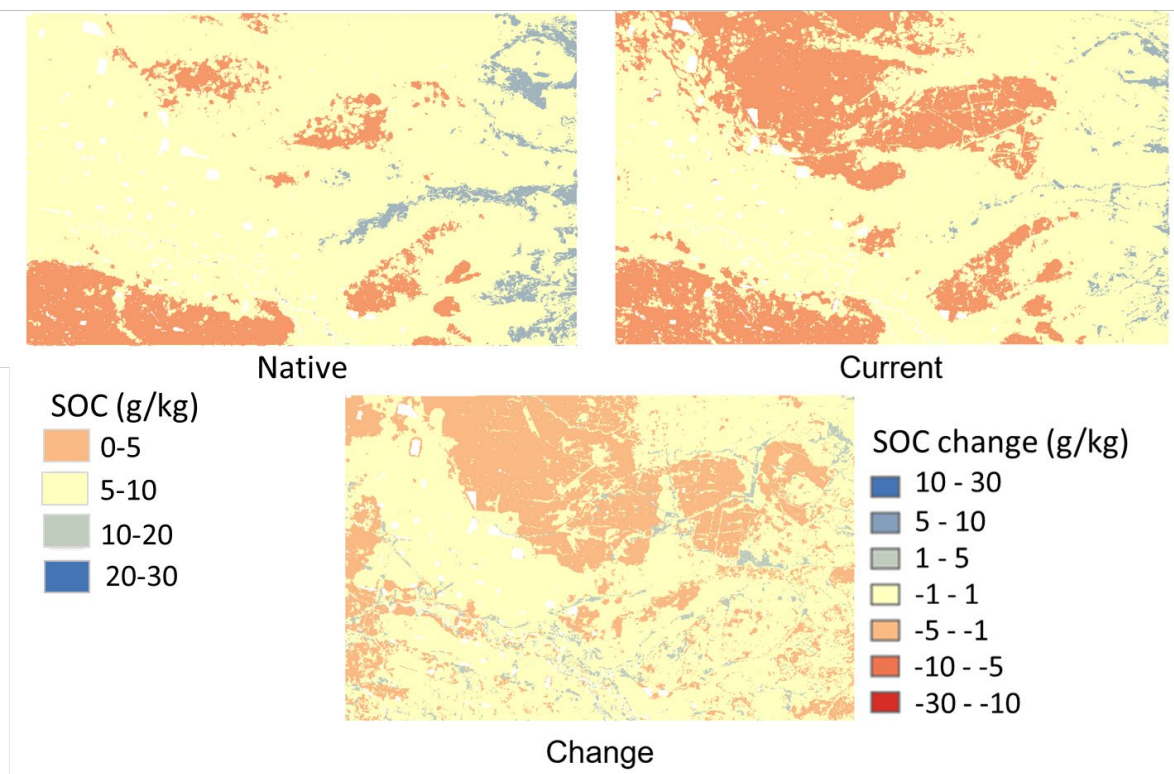 Native
Current
SOC (g/kg)
0-5
5-10
10-20
20-30
SOC change (g/kg)
10 - 30
5 - 10
1 - 5
-1 - 1
-5 - -1
-10 - -5
-30 - -10
Change